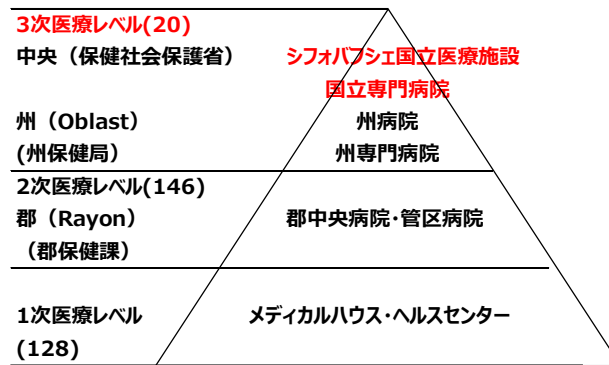 3次医療レベル(20)
中央（保健社会保護省）
シフォバフシェ国立医療施設
国立専門病院
州（Oblast）
(州保健局）
州病院
州専門病院
2次医療レベル(146)
郡（Rayon）
（郡保健課）
郡中央病院･管区病院
1次医療レベル
(128)
メディカルハウス･ヘルスセンター